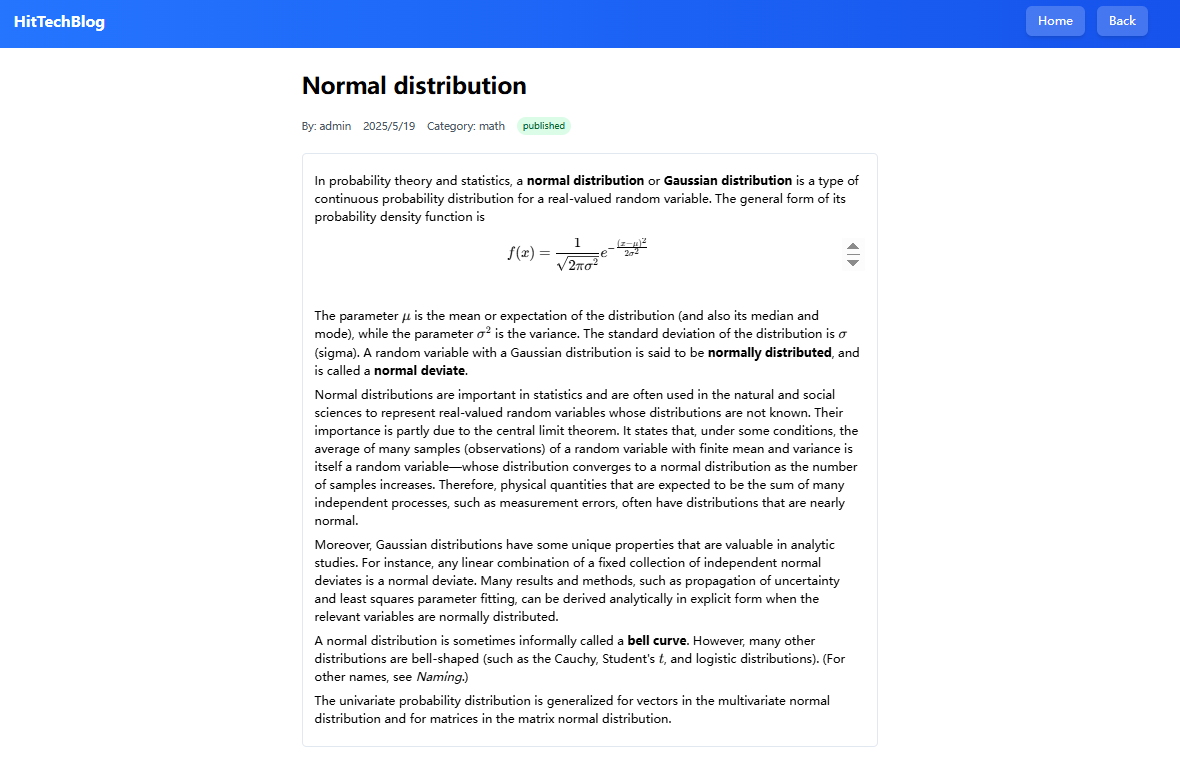 HitTechBlog
Home
Back
Normal distribution
By: admin 2025/5/19 Category: math published
In probability theory and statistics, a normal distribution or Gaussian distribution is a type of
continuous probability distribution for a real-valued random variable. The general form of its
probability density function is
f(x) = \frac{1}{\sqrt{2πσ^2}} e^{-\frac{(x−μ)^2}{2σ^2}}
The parameter μ is the mean or expectation of the distribution (and also its median and
mode), while the parameter σ² is the variance. The standard deviation of the distribution is σ
(sigma). A random variable with a Gaussian distribution is said to be normally distributed, and
is called a normal deviate.
Normal distributions are important in statistics and are often used in the natural and social
sciences to represent real-valued random variables whose distributions are not known. Their
importance is partly due to the central limit theorem. It states that, under some conditions, the
average of many samples (observations) of a random variable with finite mean and variance is
itself a random variable—whose distribution converges to a normal distribution as the number
of samples increases. Therefore, physical quantities that are expected to be the sum of many
independent processes, such as measurement errors, often have distributions that are nearly
normal.
Moreover, Gaussian distributions have some unique properties that are valuable in analytic
studies. For instance, any linear combination of a fixed collection of independent normal
deviates is a normal deviate. Many results and methods, such as propagation of uncertainty
and least squares parameter fitting, can be derived analytically in explicit form when the
relevant variables are normally distributed.
A normal distribution is sometimes informally called a bell curve. However, many other
distributions are bell-shaped (such as the Cauchy, Student's t, and logistic distributions). (For
other names, see Naming.)
The univariate probability distribution is generalized for vectors in the multivariate normal
distribution and for matrices in the matrix normal distribution.